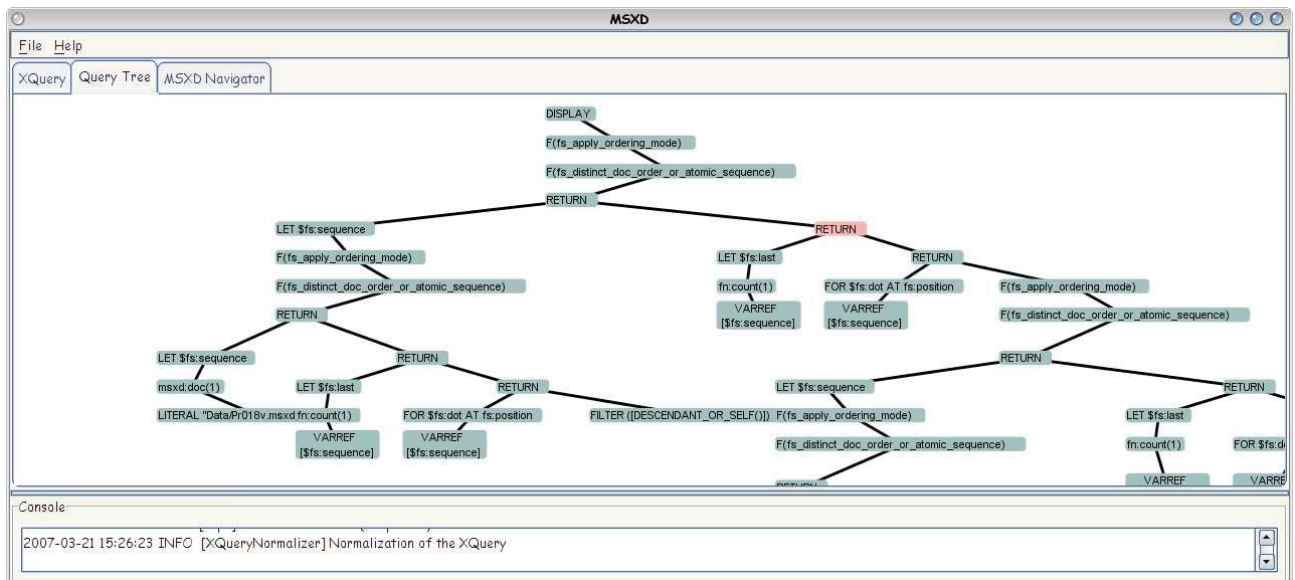 MSXD
File Help
XQuery Query Tree MSXD Navigator
DISPLAY
F(fs_apply_ordering_mode)
F(fs_distinct_doc_order_or_atomic_sequence)
RETURN
LET $fs:sequence RETURN
F(fs_apply_ordering_mode) LET $fs:last RETURN
F(fs_distinct_doc_order_or_atomic_sequence) fn:count(1) FOR $fs:dot AT fs:position F(fs_apply_ordering_mode)
RETURN VARREF VARREF F(fs_distinct_doc_order_or_atomic_sequence)
[$fs:sequence] [$fs:sequence]
LET $fs:sequence RETURN RETURN
msxd:doc(1) LET $fs:last RETURN LET $fs:sequence RETURN
LITERAL "Data/Pr018v.msxd fn:count(1) FOR $fs:dot AT fs:position FILTER ([DESCENDANT_OR_SELF()]) F(fs_apply_ordering_mode) LET $fs:last
VARREF VARREF F(fs_distinct_doc_order_or_atomic_sequence) fn:count(1) FOR $fs:d
[$fs:sequence] [$fs:sequence]
RETURN VARREF VARRE
Console
2007-03-21 15:26:23 INFO [XQueryNormalizer] Normalization of the XQuery